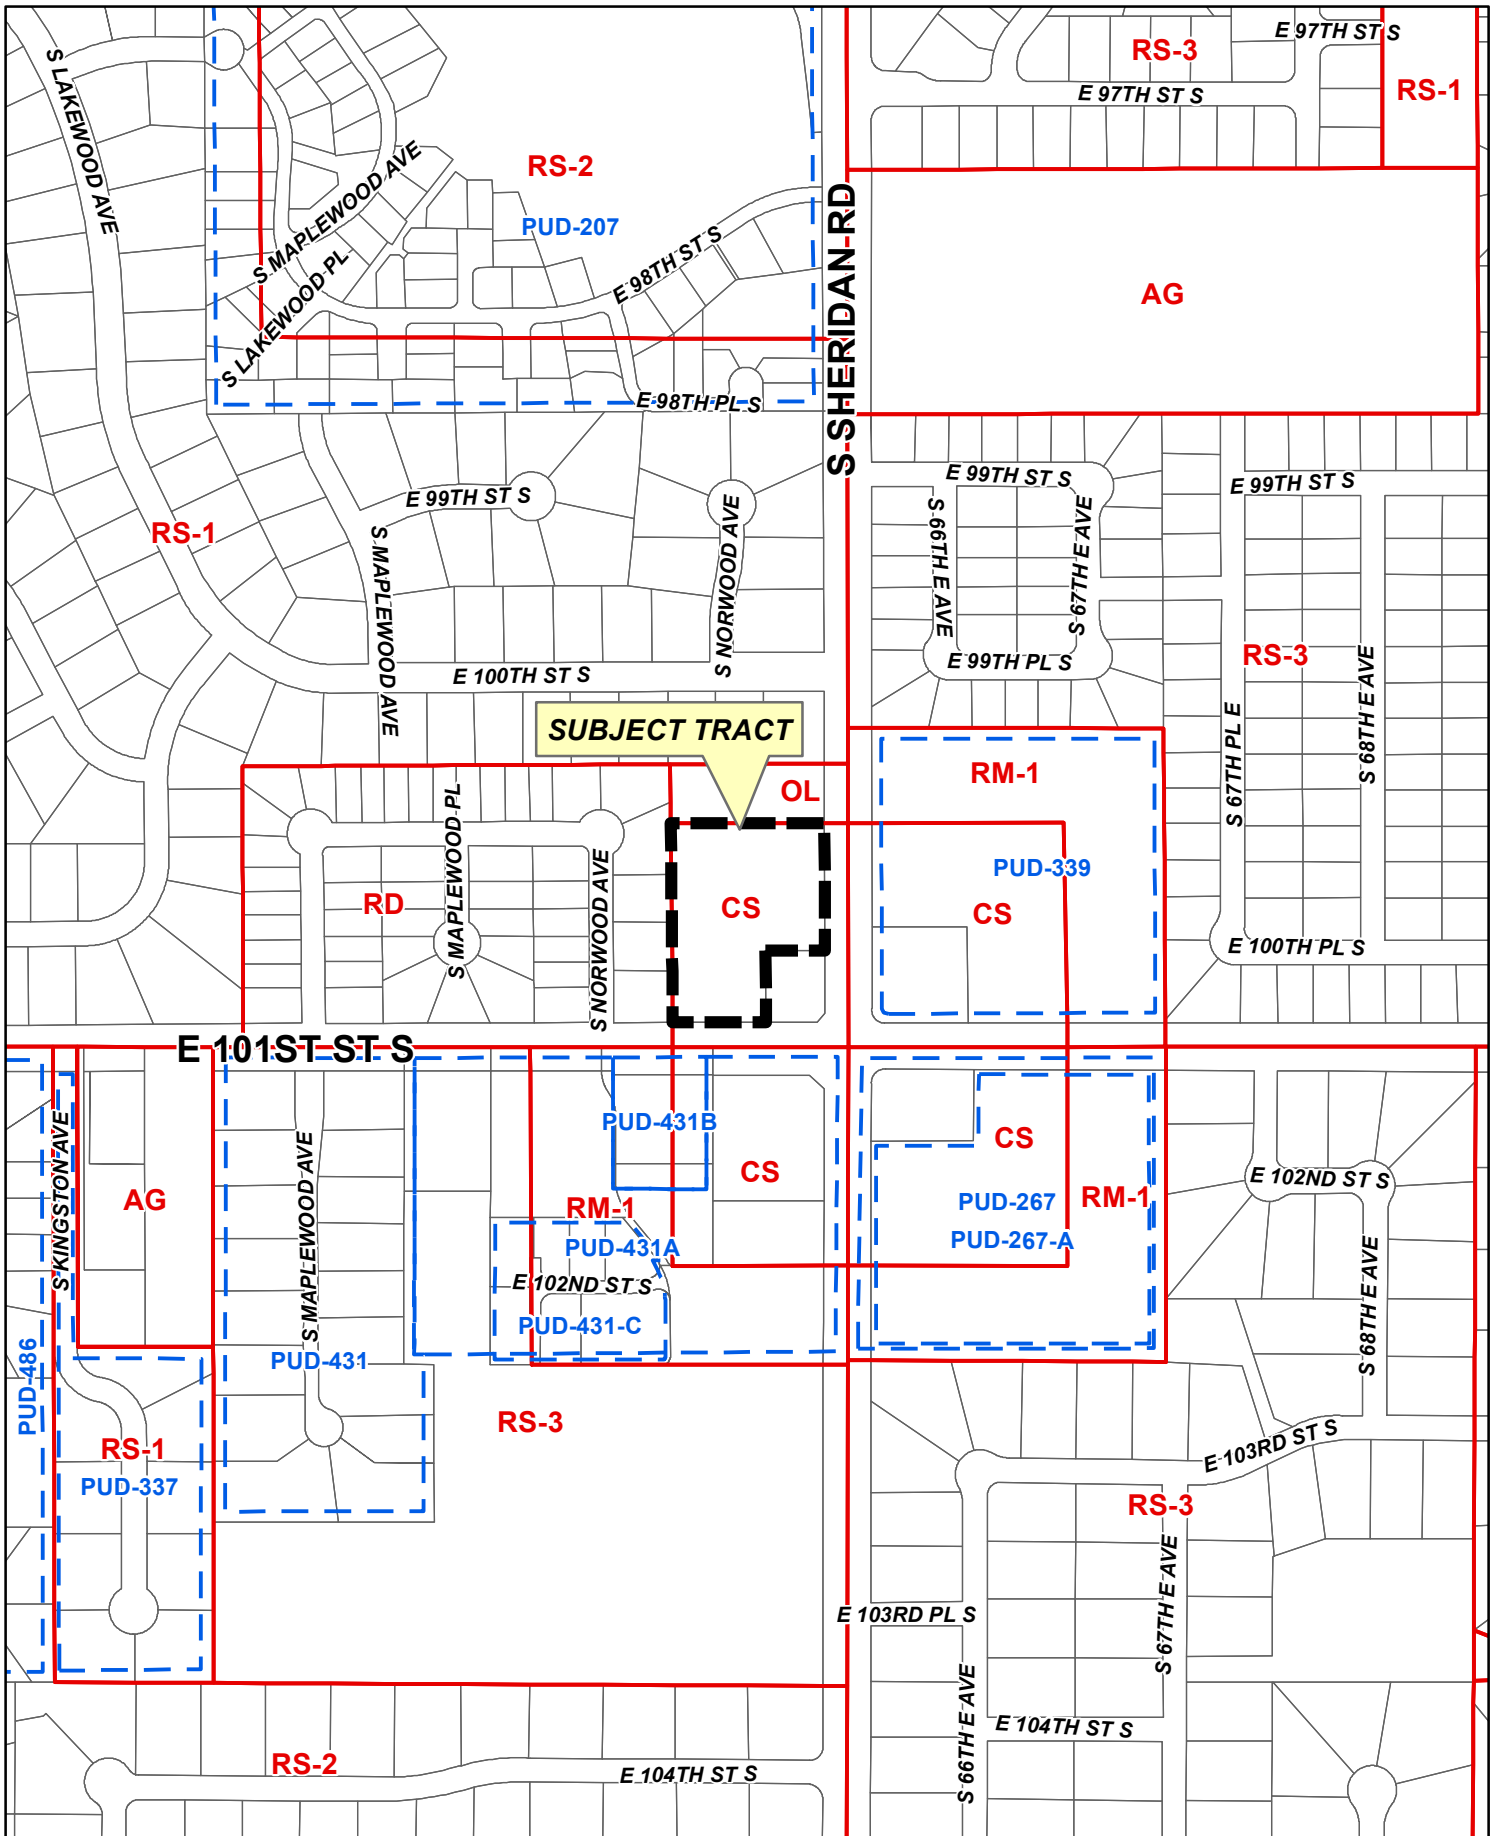 E 97TH ST S
RS-3
S LAKEWOOD AVE
RS-1
E 97TH ST S
S MAPLEWOOD AVE
RS-2
PUD-207
S SHERIDAN RD
E 98TH ST S
S LAKEWOOD PL
AG
E 98TH PL S
E 99TH ST S
E 99TH ST S
E 99TH ST S
RS-1
S MAPLEWOOD AVE
S NORWOOD AVE
S 66TH E AVE
S 67TH E AVE
E 99TH PL S
RS-3
S 68TH E AVE
E 100TH ST S
S 67TH PL E
SUBJECT TRACT
RM-1
OL
S MAPLEWOOD PL
PUD-339
RD
CS
CS
S NORWOOD AVE
E 100TH PL S
E 101ST ST S
S KINGSTON AVE
PUD-431B
CS
CS
S MAPLEWOOD AVE
E 102ND ST S
AG
RM-1
PUD-267
RM-1
PUD-431A
PUD-267-A
E 102ND ST S
S 68TH E AVE
PUD-431-C
PUD-486
PUD-431
RS-3
E 103RD ST S
RS-1
PUD-337
RS-3
S 67TH E AVE
E 103RD PL S
S 66TH E AVE
E 104TH ST S
RS-2
E 104TH ST S